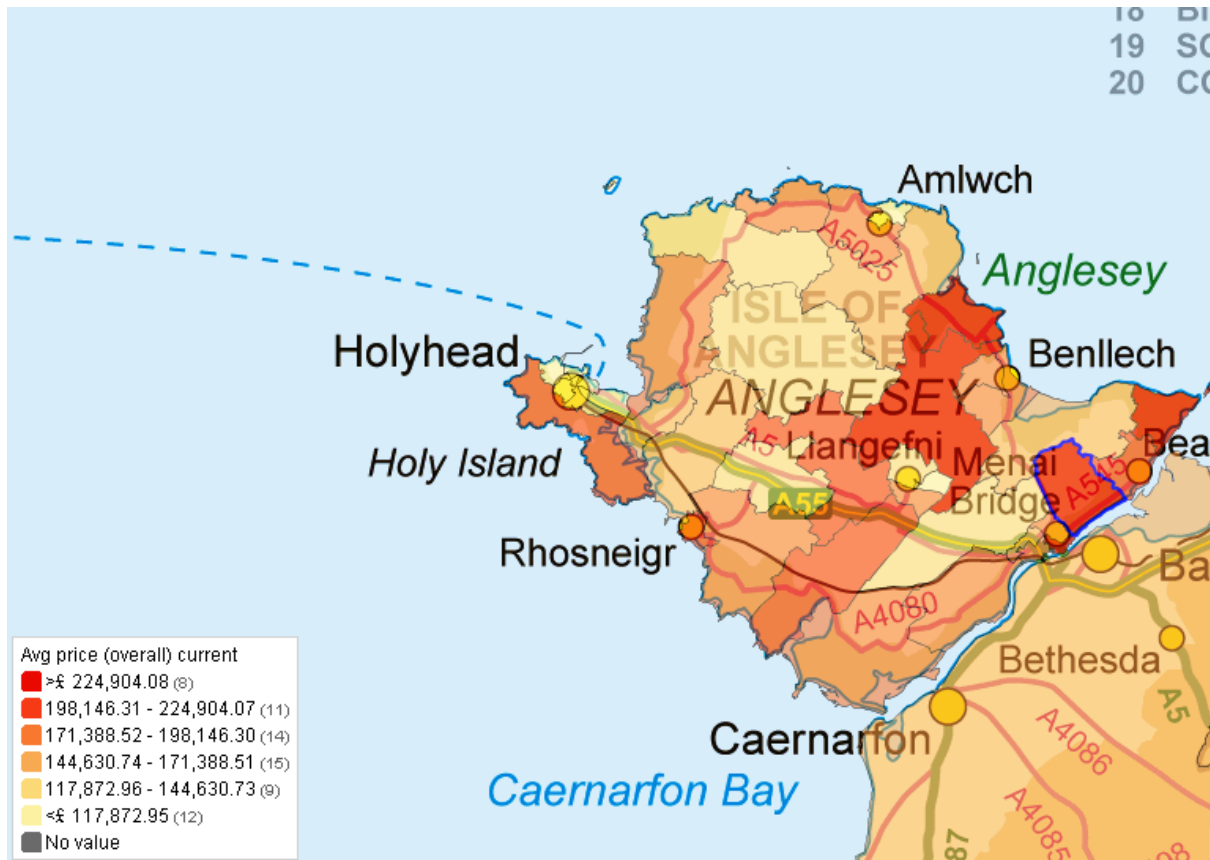 18
19
20
Amlwch
A5025
Anglesey
ISLE OF
ANGLESEY
Holyhead
Benllech
ANGLESEY
A5
Llangefni
Holy Island
Menai
Bridge
A545
A55
Rhosneigr
A4080
Bethesda
A5
Caernarfon
A4086
Caernarfon Bay
A4085
Avg price (overall) current
>£ 224,904.08 (8)
198,146.31 - 224,904.07 (11)
171,388.52 - 198,146.30 (14)
144,630.74 - 171,388.51 (15)
117,872.96 - 144,630.73 (9)
<£ 117,872.95 (12)
No value